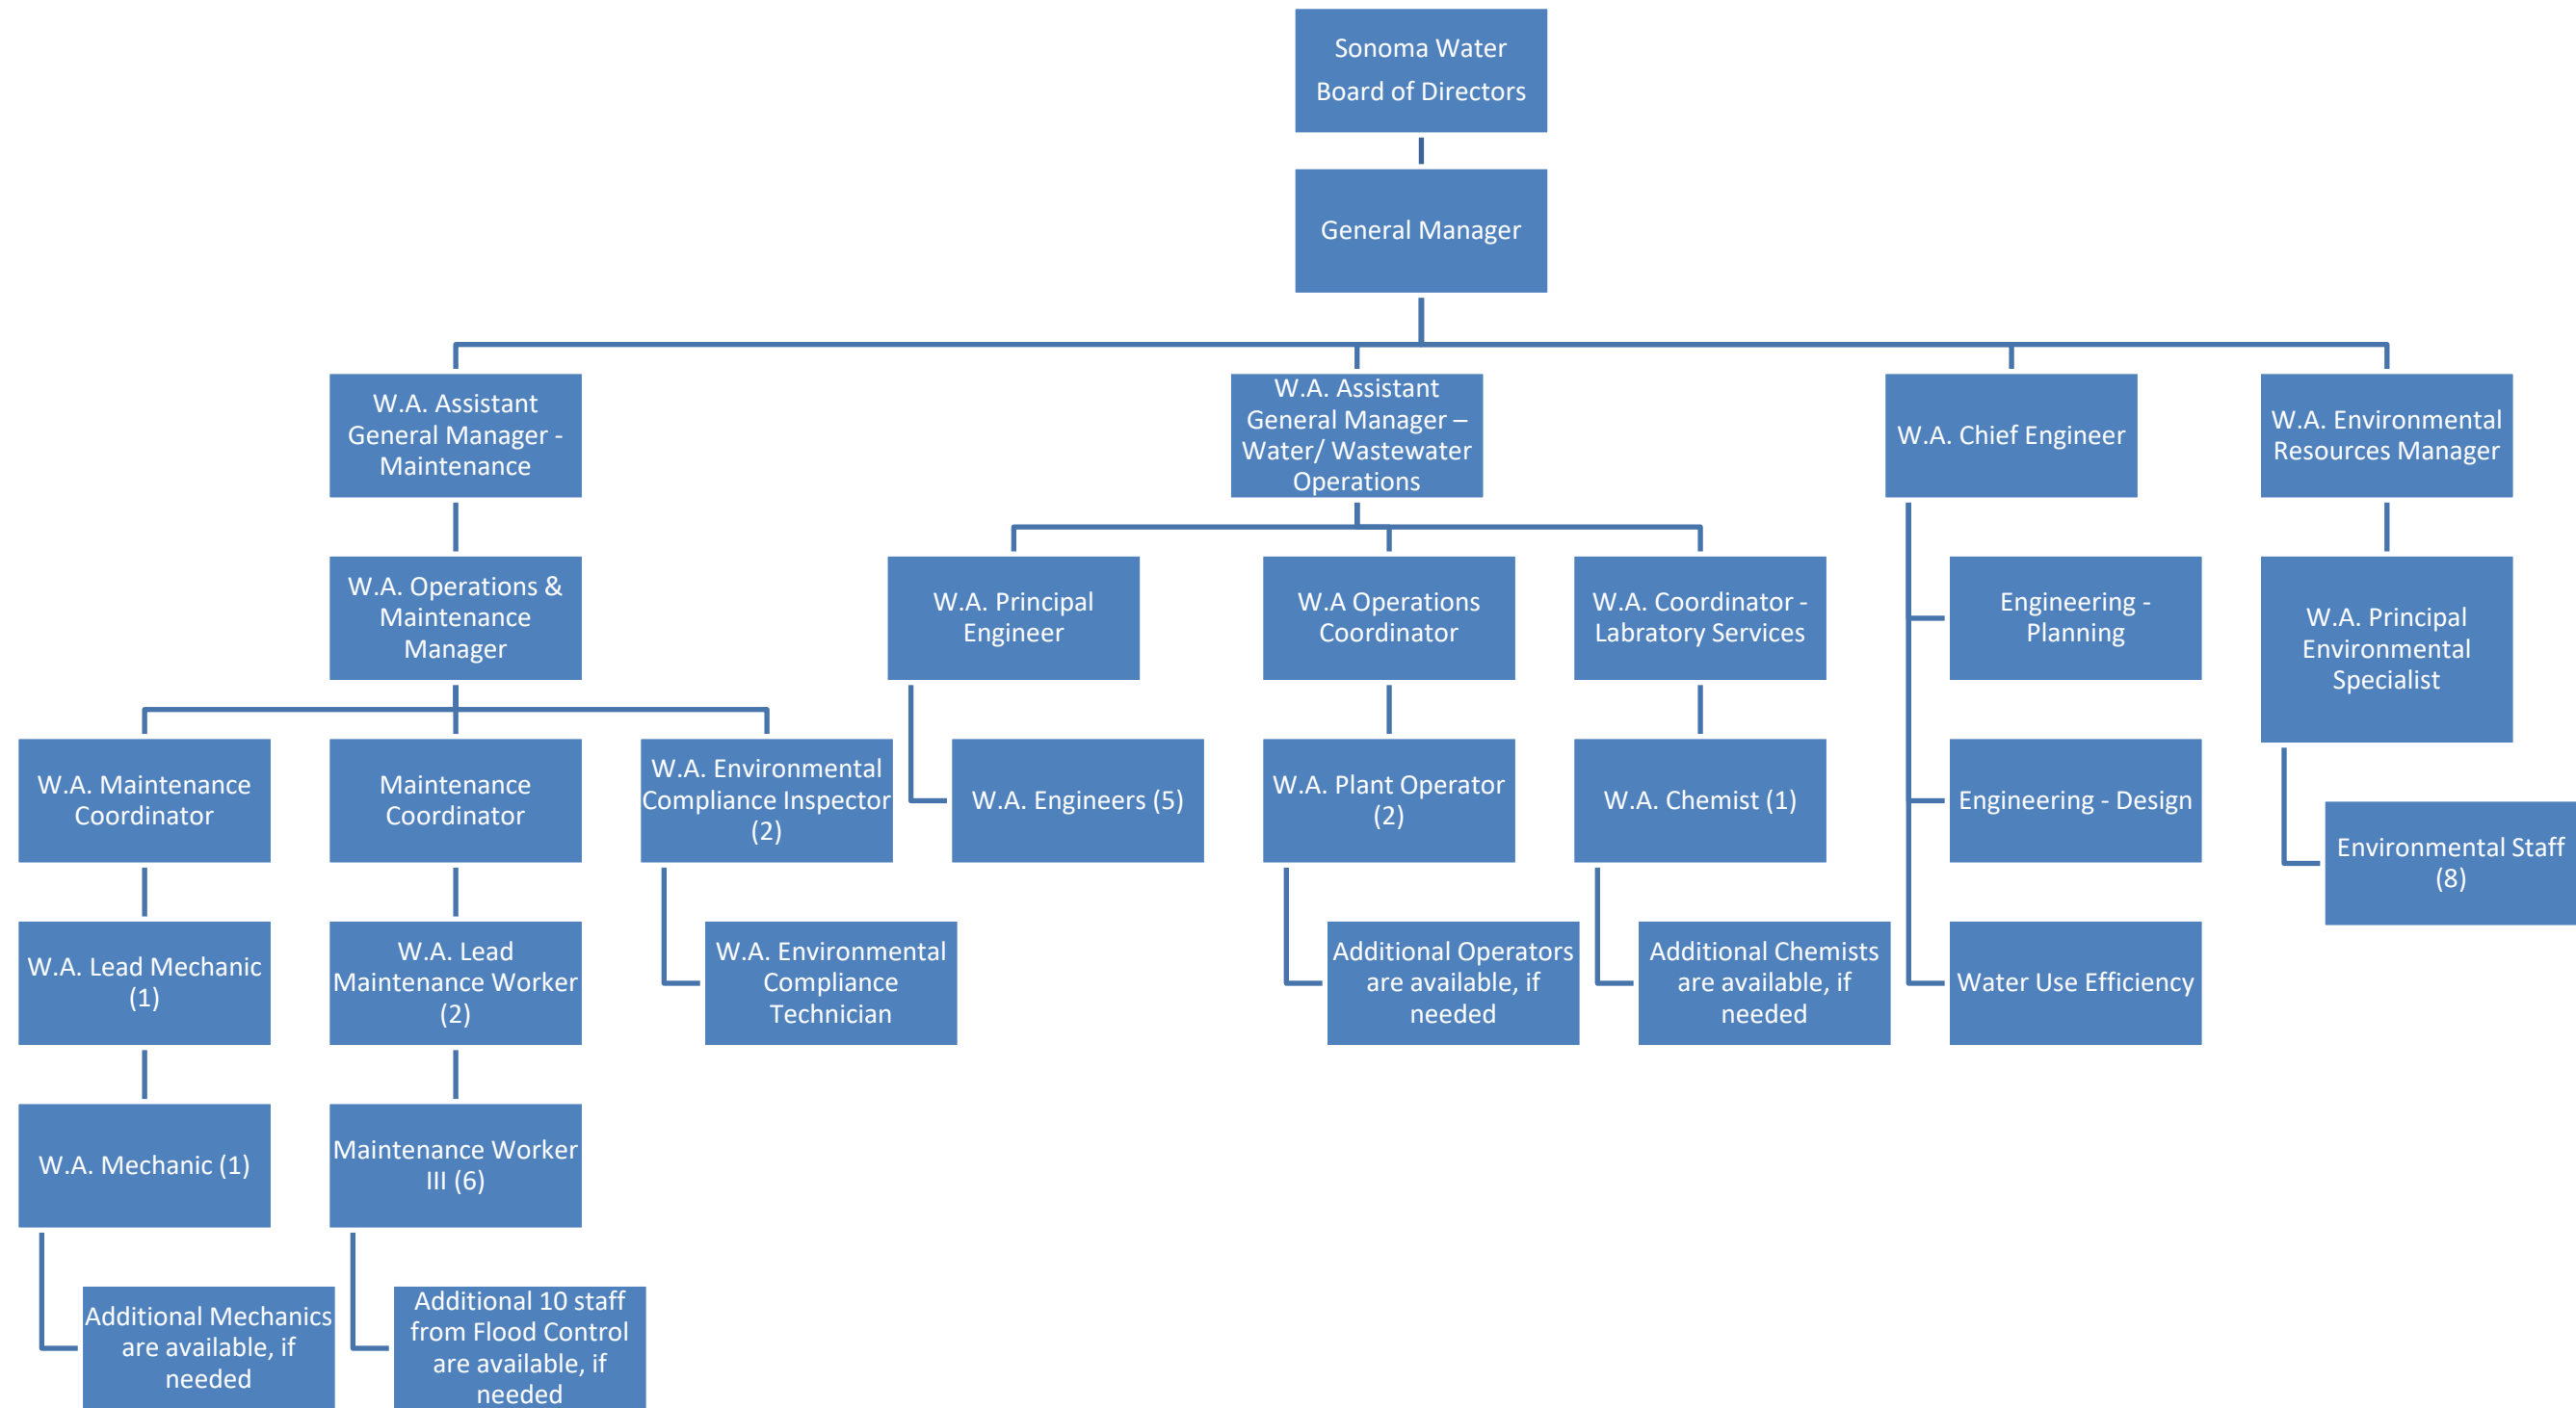 Sonoma Water
Board of Directors
General Manager
W.A. Assistant
General Manager -
Maintenance
W.A. Assistant
General Manager –
Water/ Wastewater
Operations
W.A. Chief Engineer
W.A. Environmental
Resources Manager
W.A. Operations &
Maintenance
Manager
W.A. Principal
Engineer
W.A Operations
Coordinator
W.A. Coordinator -
Labratory Services
Engineering -
Planning
W.A. Principal
Environmental
Specialist
W.A. Maintenance
Coordinator
Maintenance
Coordinator
W.A. Environmental
Compliance Inspector
(2)
W.A. Engineers (5)
W.A. Plant Operator
(2)
W.A. Chemist (1)
Engineering - Design
Environmental Staff
(8)
W.A. Lead Mechanic
(1)
W.A. Lead
Maintenance Worker
(2)
W.A. Environmental
Compliance
Technician
Additional Operators
are available, if
needed
Additional Chemists
are available, if
needed
Water Use Efficiency
W.A. Mechanic (1)
Maintenance Worker
III (6)
Additional Mechanics
are available, if
needed
Additional 10 staff
from Flood Control
are available, if
needed